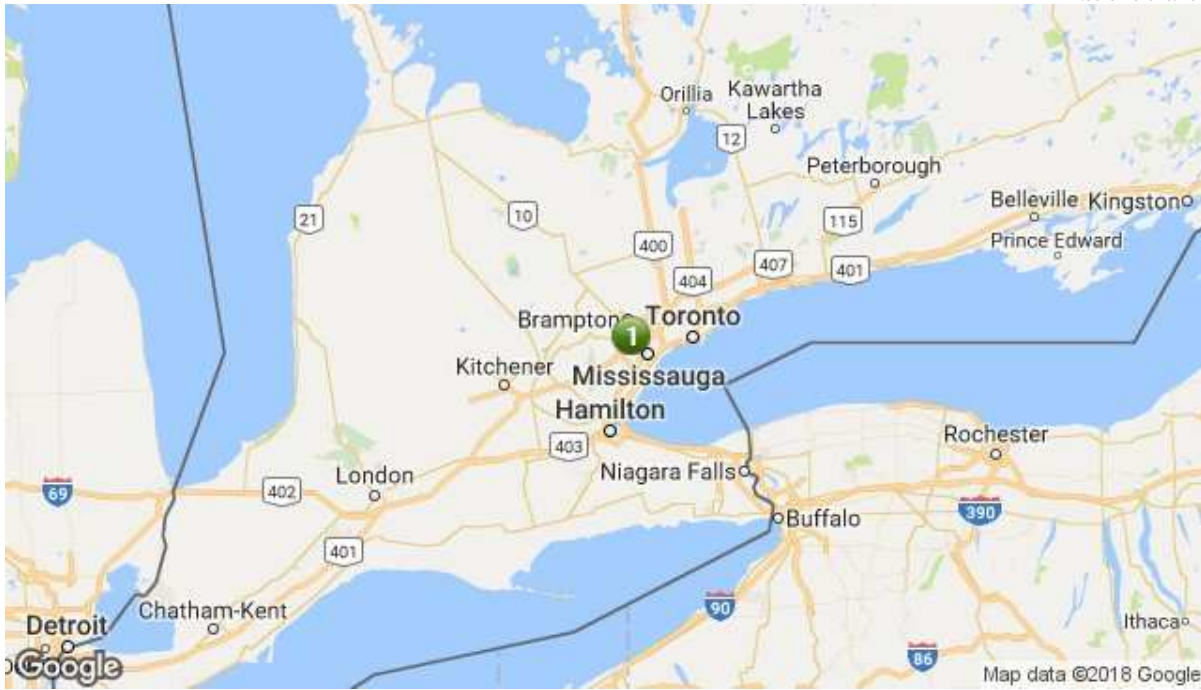 Orillia
Kawartha
Lakes
12
Peterborough
21
10
115
Belleville
Kingston
Prince Edward
400
404
407
401
Brampton
1
Toronto
Mississauga
Kitchener
Hamilton
403
Rochester
London
Niagara Falls
69
402
390
Buffalo
401
90
Chatham-Kent
Ithaca
Detroit
86
Google
Map data ©2018 Google